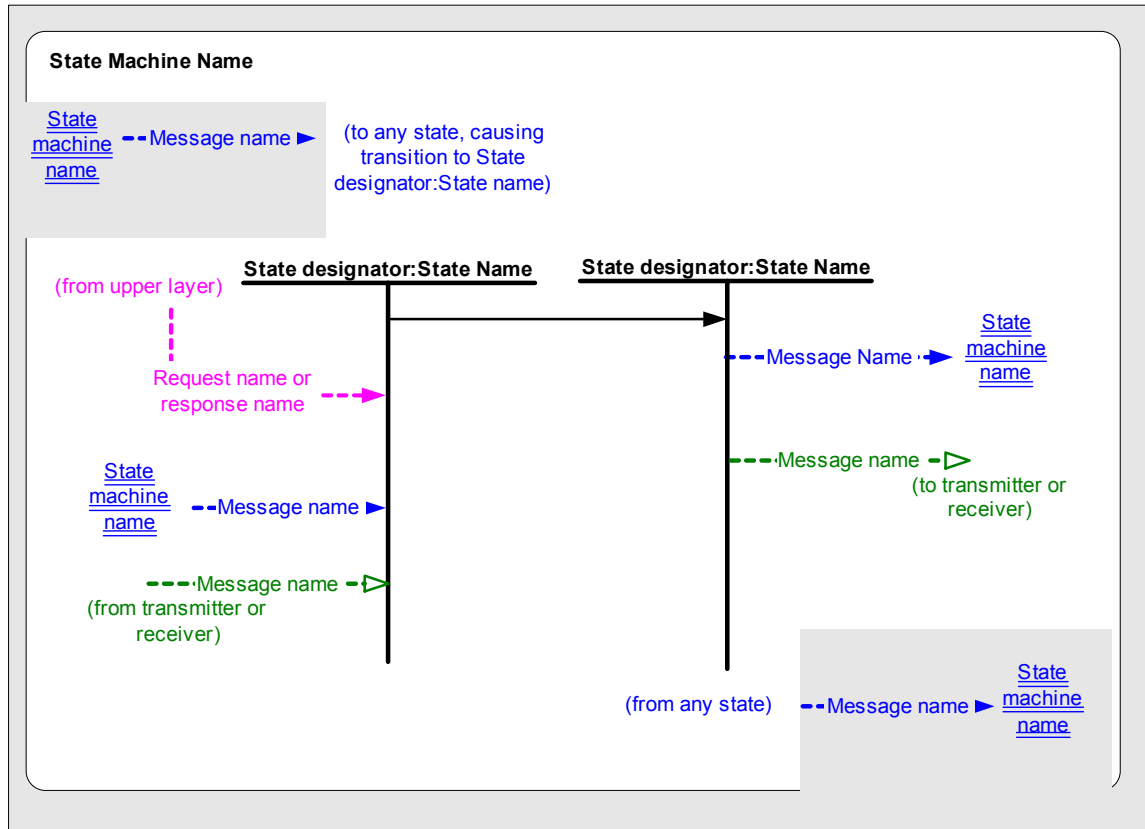 State Machine Name
State
machine
name
Message name
(to any state, causing
transition to State
designator:State name)
State designator:State Name
State designator:State Name
(from upper layer)
Request name or
response name
State
machine
name
Message name
Message name
(from transmitter or
receiver)
Message Name
State
machine
name
Message name
(to transmitter or
receiver)
(from any state)
Message name
State
machine
name